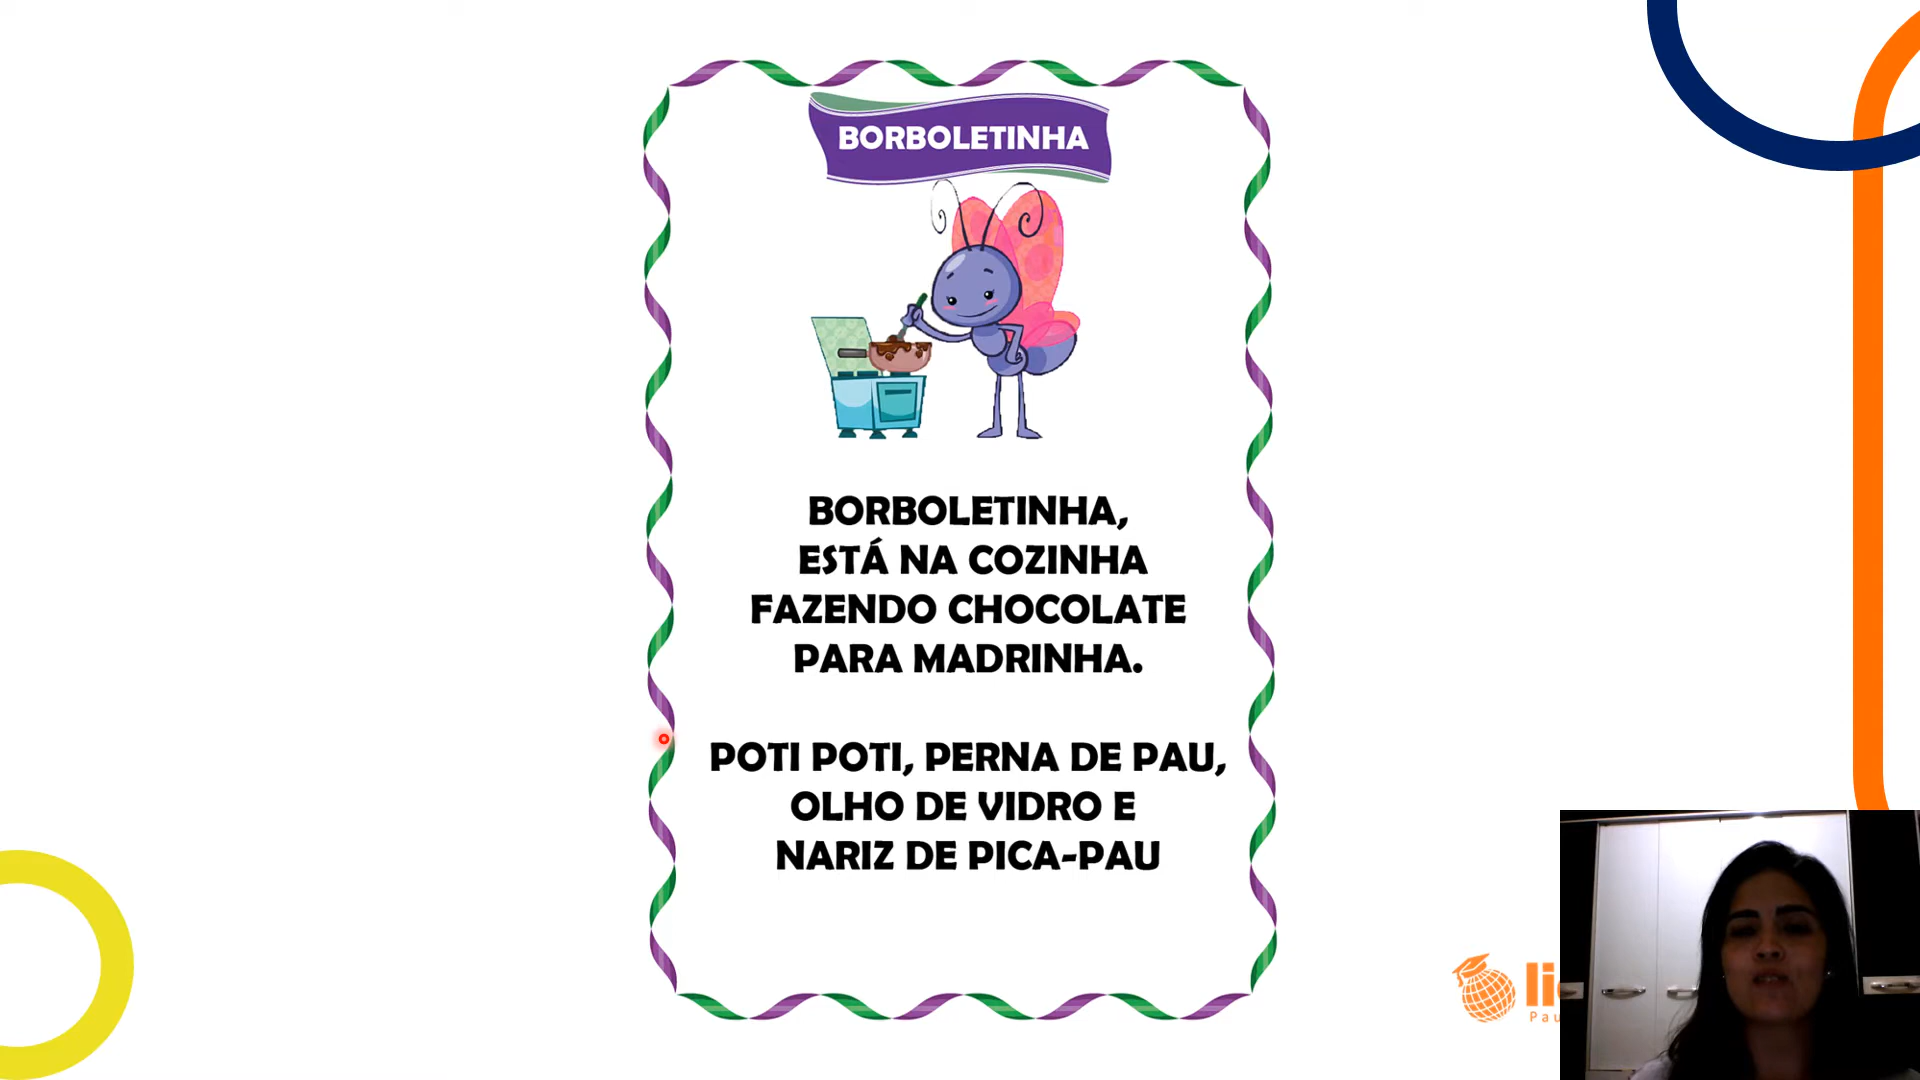 BORBOLETINHA
BORBOLETINHA,
ESTÁ NA COZINHA
FAZENDO CHOCOLATE
PARA MADRINHA.
POTI POTI, PERNA DE PAU,
OLHO DE VIDRO E
NARIZ DE PICA-PAU